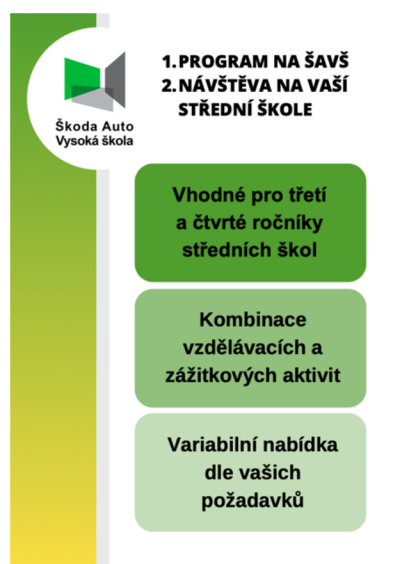 Škoda Auto
Vysoká škola
1.PROGRAM NA ŠAVŠ
2.NÁVŠTĚVA NA VAŠÍ
STŘEDNÍ ŠKOLE
Vhodné pro třetí
a čtvrté ročníky
středních škol
Kombinace
vzdělávacích a
zážitkových aktivit
Variabilní nabídka
dle vašich
požadavků